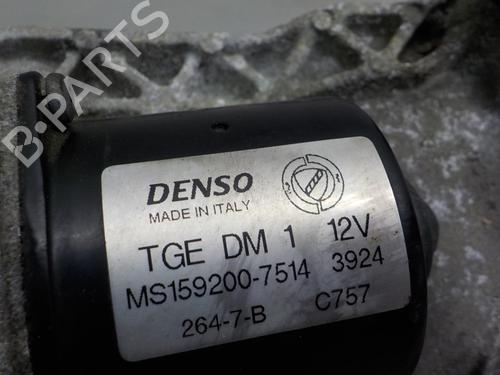 B-PARTS
DENSO
MADE IN ITALY
TGE DM 1 12V
MS159200-7514 3924
264-7-B C757